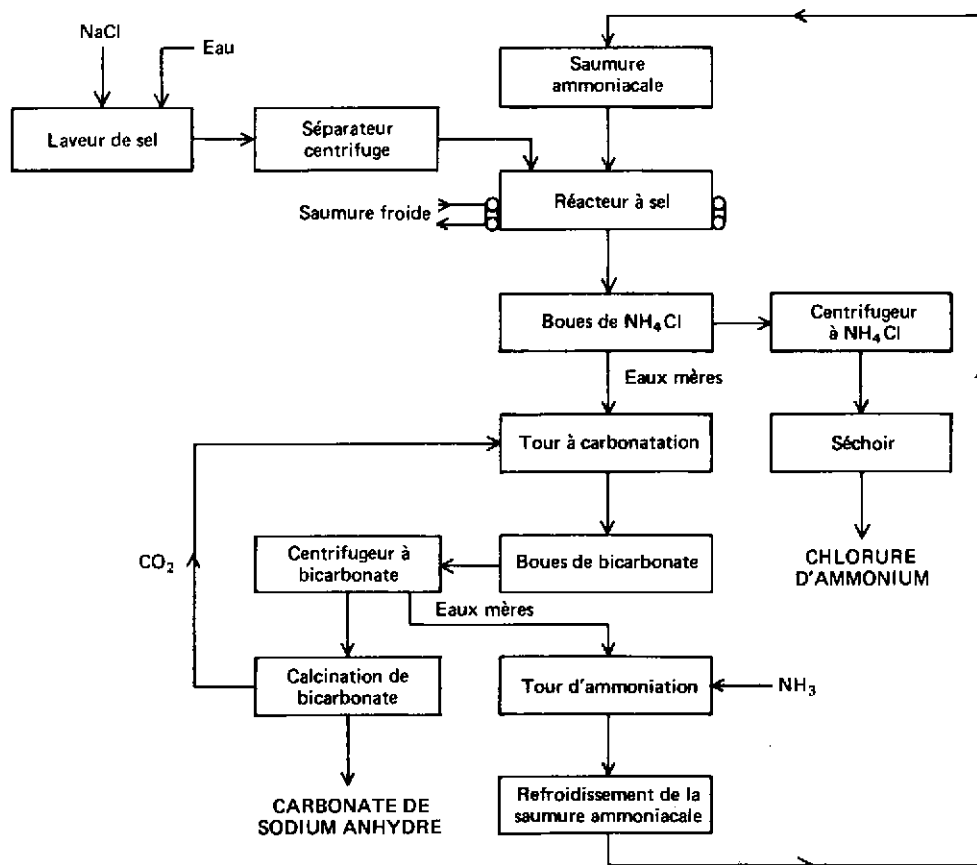 NaCl
Eau
Saumure
ammoniacale
Laveur de sel
Séparateur
centrifuge
Réacteur à sel
Saumure froide
Boues de NH₄Cl
Centrifugeur
à NH₄Cl
Eaux mères
Tour à carbonatation
Séchoir
CO₂
Centrifugeur à
bicarbonate
Boues de bicarbonate
CHLORURE
D'AMMONIUM
Eaux mères
Calcination de
bicarbonate
Tour d'ammoniation
NH₃
CARBONATE DE
SODIUM ANHYDRE
Refroidissement de la
saumure ammoniacale